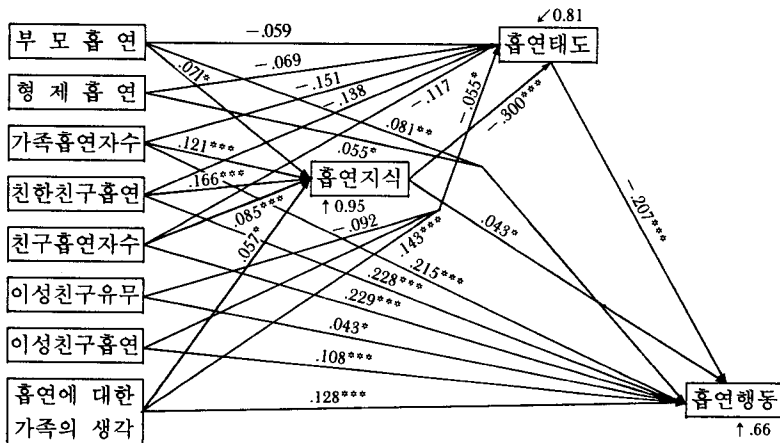 부 모 흡 연
형 제 흡 연
가족흡연자수
친한친구흡연
친구흡연자수
이성친구유무
이성친구흡연
흡연에 대한
가족의 생각
흡연지식
↑ 0.95
흡연태도
↙ 0.81
흡연행동
↑ .66
−.059
.071*
−.069
−.151
−.138
−.117
−.055*
−.300***
.081**
.055*
.121***
.166***
.085***
.057*
−.092
.143***
.043*
−.207***
.215***
.228***
.229***
.043*
.108***
.128***